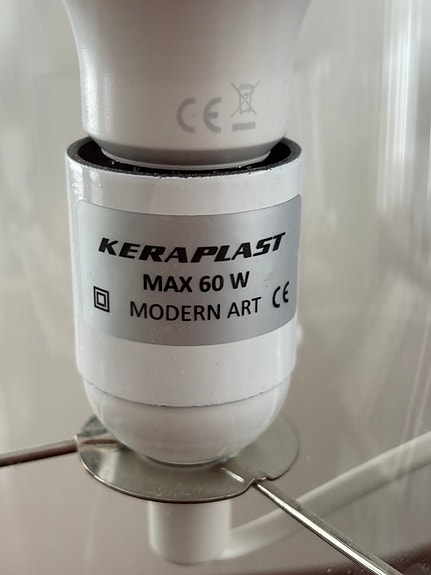 CE
KERAPLAST
MAX 60 W
MODERN ART CE